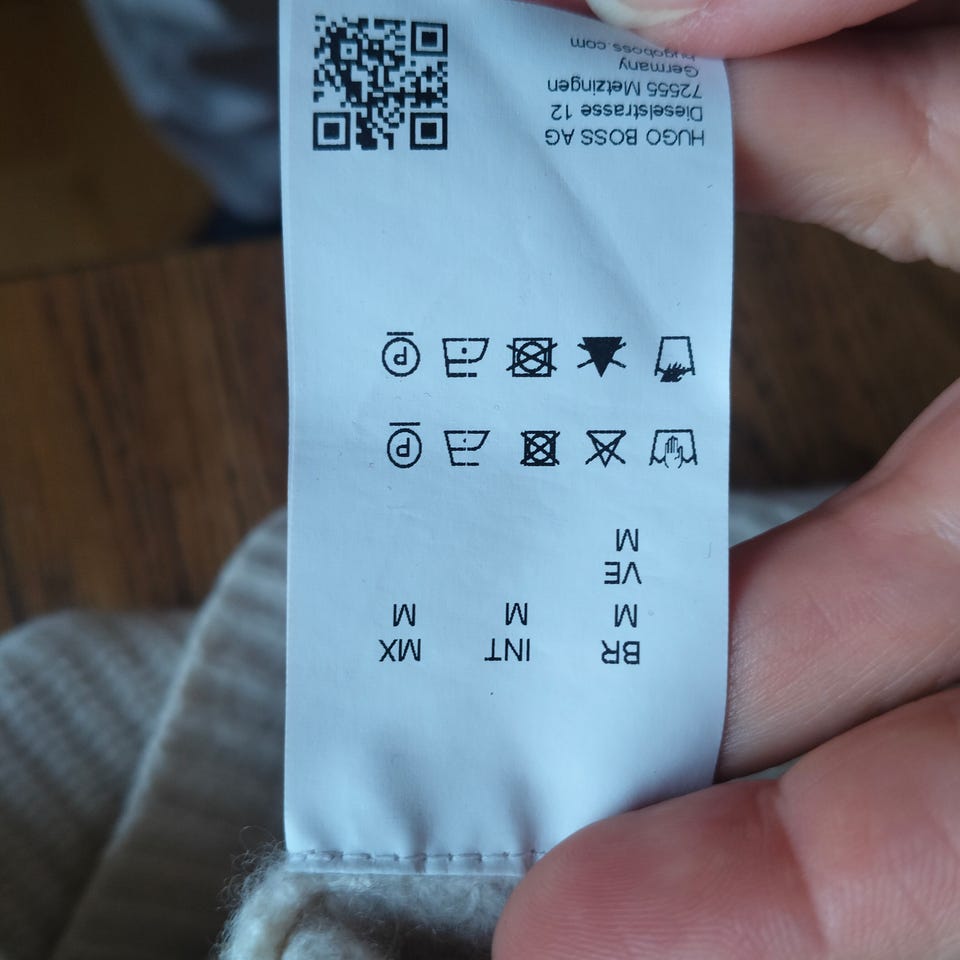 BR INT MX
M M M
VE
M
P
P
HUGO BOSS AG
Dieselstrasse 12
72555 Metzingen
Germany
hugoboss.com